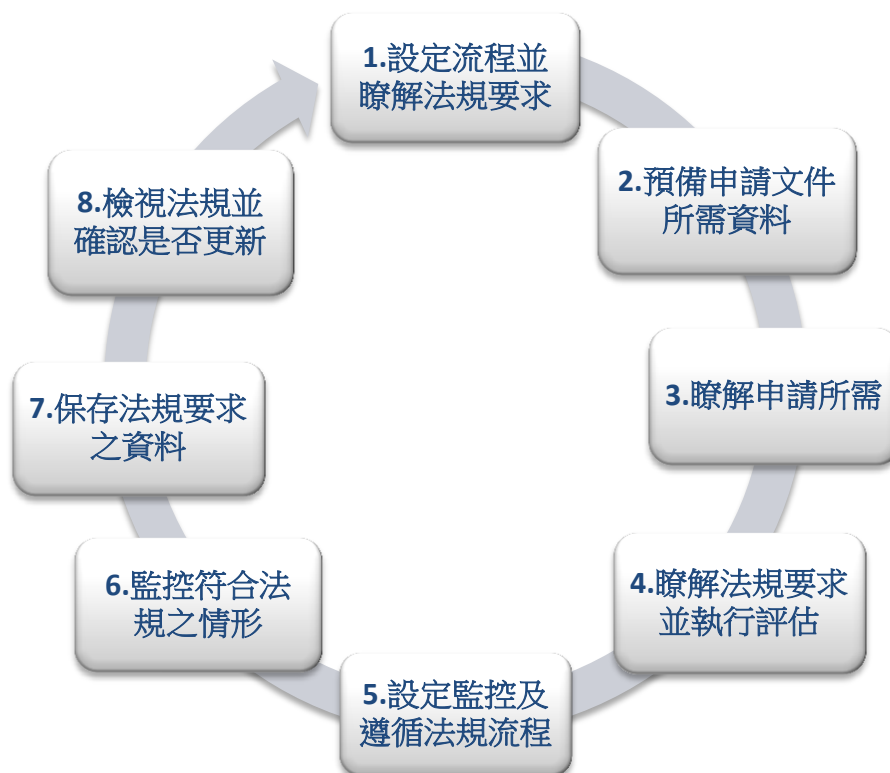 1.設定流程並
瞭解法規要求
2.預備申請文件
所需資料
3.瞭解申請所需
4.瞭解法規要求
並執行評估
5.設定監控及
遵循法規流程
6.監控符合法
規之情形
7.保存法規要求
之資料
8.檢視法規並
確認是否更新